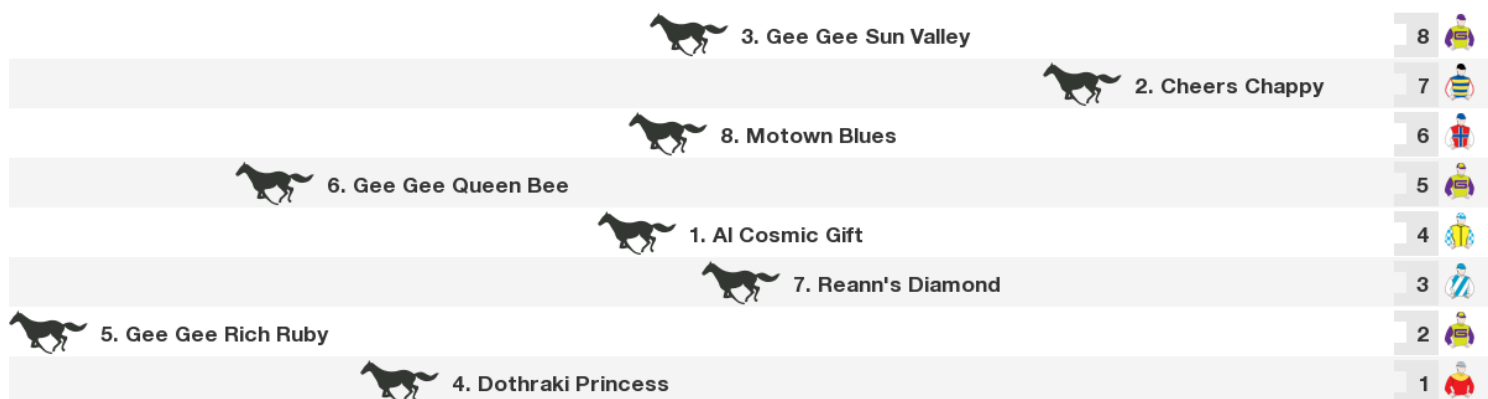 3. Gee Gee Sun Valley 8
2. Cheers Chappy 7
8. Motown Blues 6
6. Gee Gee Queen Bee 5
1. Al Cosmic Gift 4
7. Reann's Diamond 3
5. Gee Gee Rich Ruby 2
4. Dothraki Princess 1